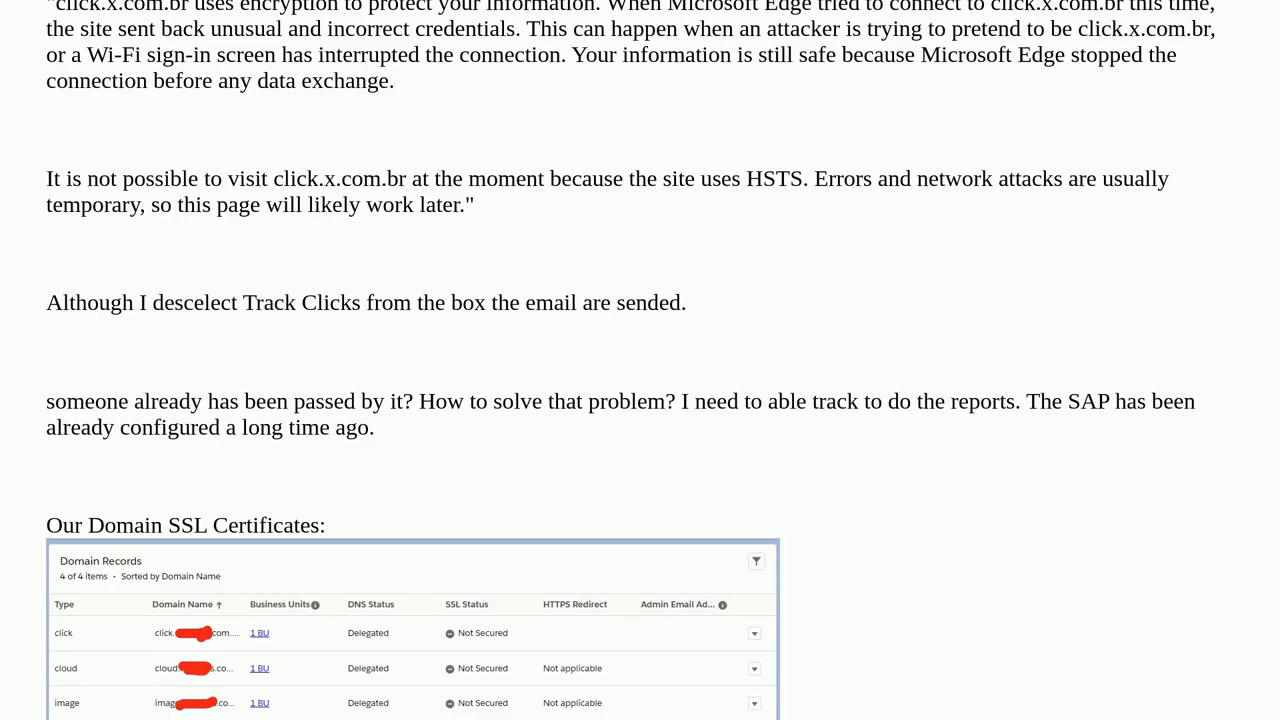 "click.x.com.br uses encryption to protect your information. When Microsoft Edge tried to connect to click.x.com.br this time,
the site sent back unusual and incorrect credentials. This can happen when an attacker is trying to pretend to be click.x.com.br,
or a Wi-Fi sign-in screen has interrupted the connection. Your information is still safe because Microsoft Edge stopped the
connection before any data exchange.
It is not possible to visit click.x.com.br at the moment because the site uses HSTS. Errors and network attacks are usually
temporary, so this page will likely work later."
Although I descelect Track Clicks from the box the email are sended.
someone already has been passed by it? How to solve that problem? I need to able track to do the reports. The SAP has been
already configured a long time ago.
Our Domain SSL Certificates:
Domain Records
4 of 4 items • Sorted by Domain Name
Type Domain Name ↑ Business Units DNS Status SSL Status HTTPS Redirect Admin Email Ad...
click click. com.... 1 BU Delegated Not Secured
cloud cloud. s.co... 1 BU Delegated Not Secured Not applicable
image imag .co... 1 BU Delegated Not Secured Not applicable